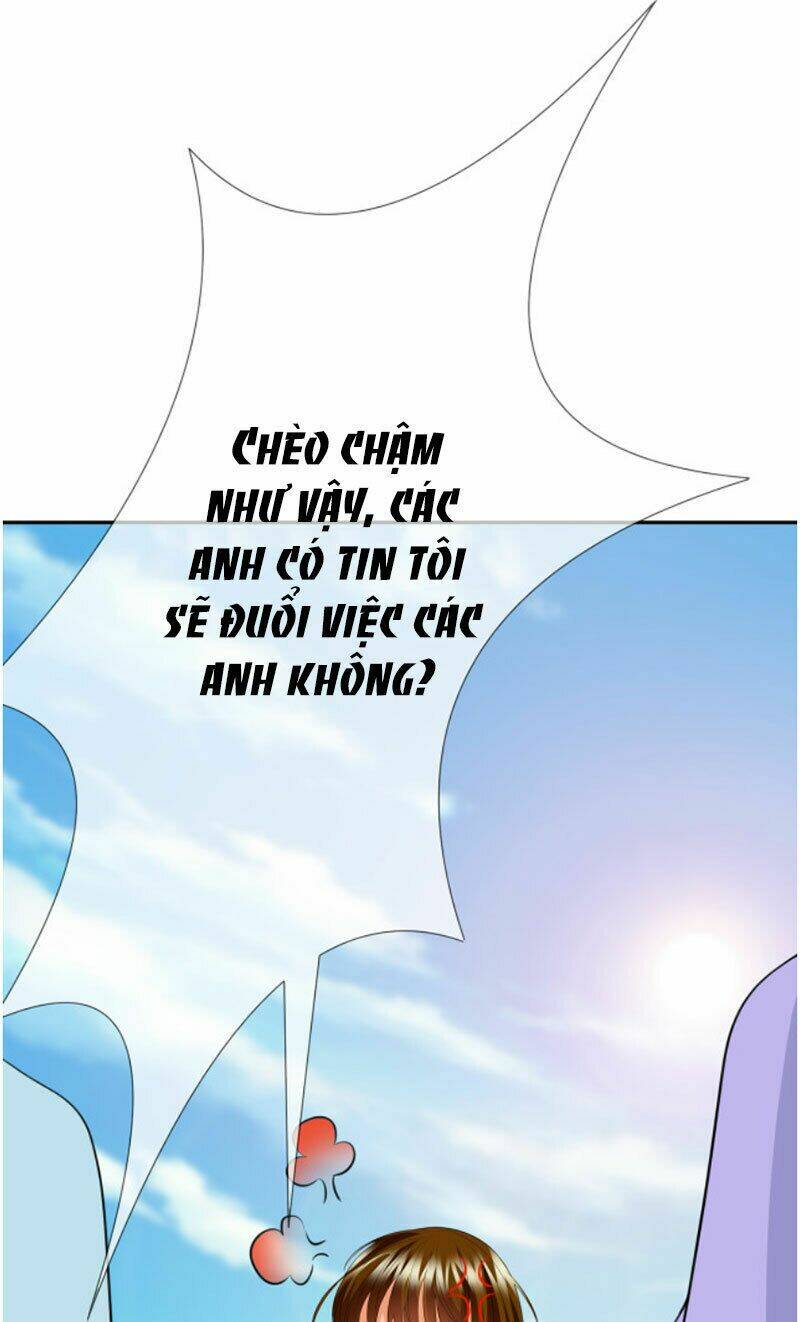 CHÈO CHẬM
NHƯ VẬY, CÁC
ANH CÓ TIN TÔI
SẼ ĐUỔI VIỆC CÁC
ANH KHÔNG?